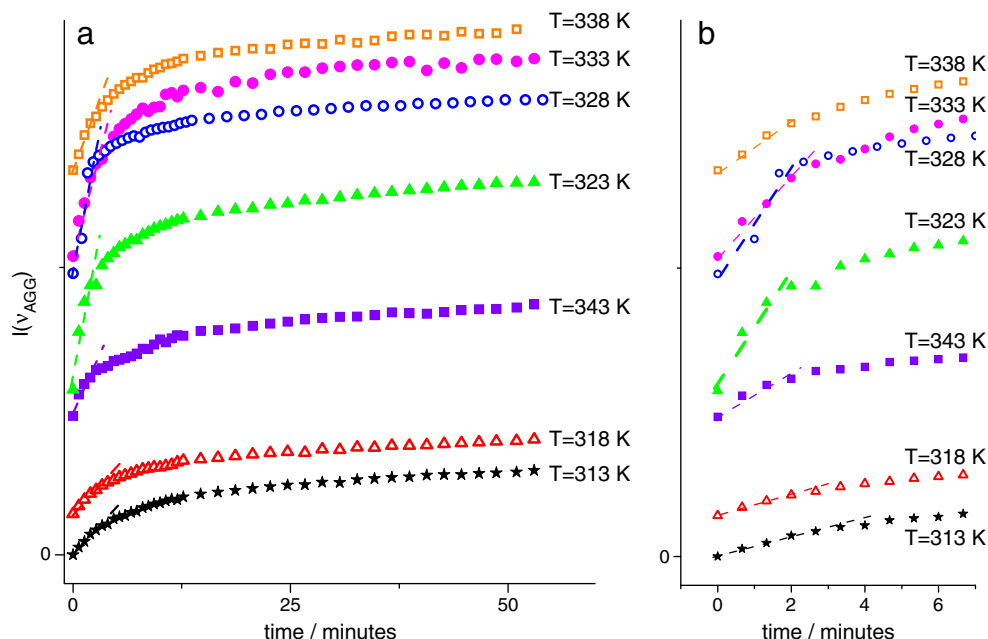 a
T=338 K
T=333 K
T=328 K
T=323 K
T=343 K
T=318 K
T=313 K
I(νAGG)
0
0
25
50
time / minutes
b
T=338 K
T=333 K
T=328 K
T=323 K
T=343 K
T=318 K
T=313 K
0
0
2
4
6
time / minutes